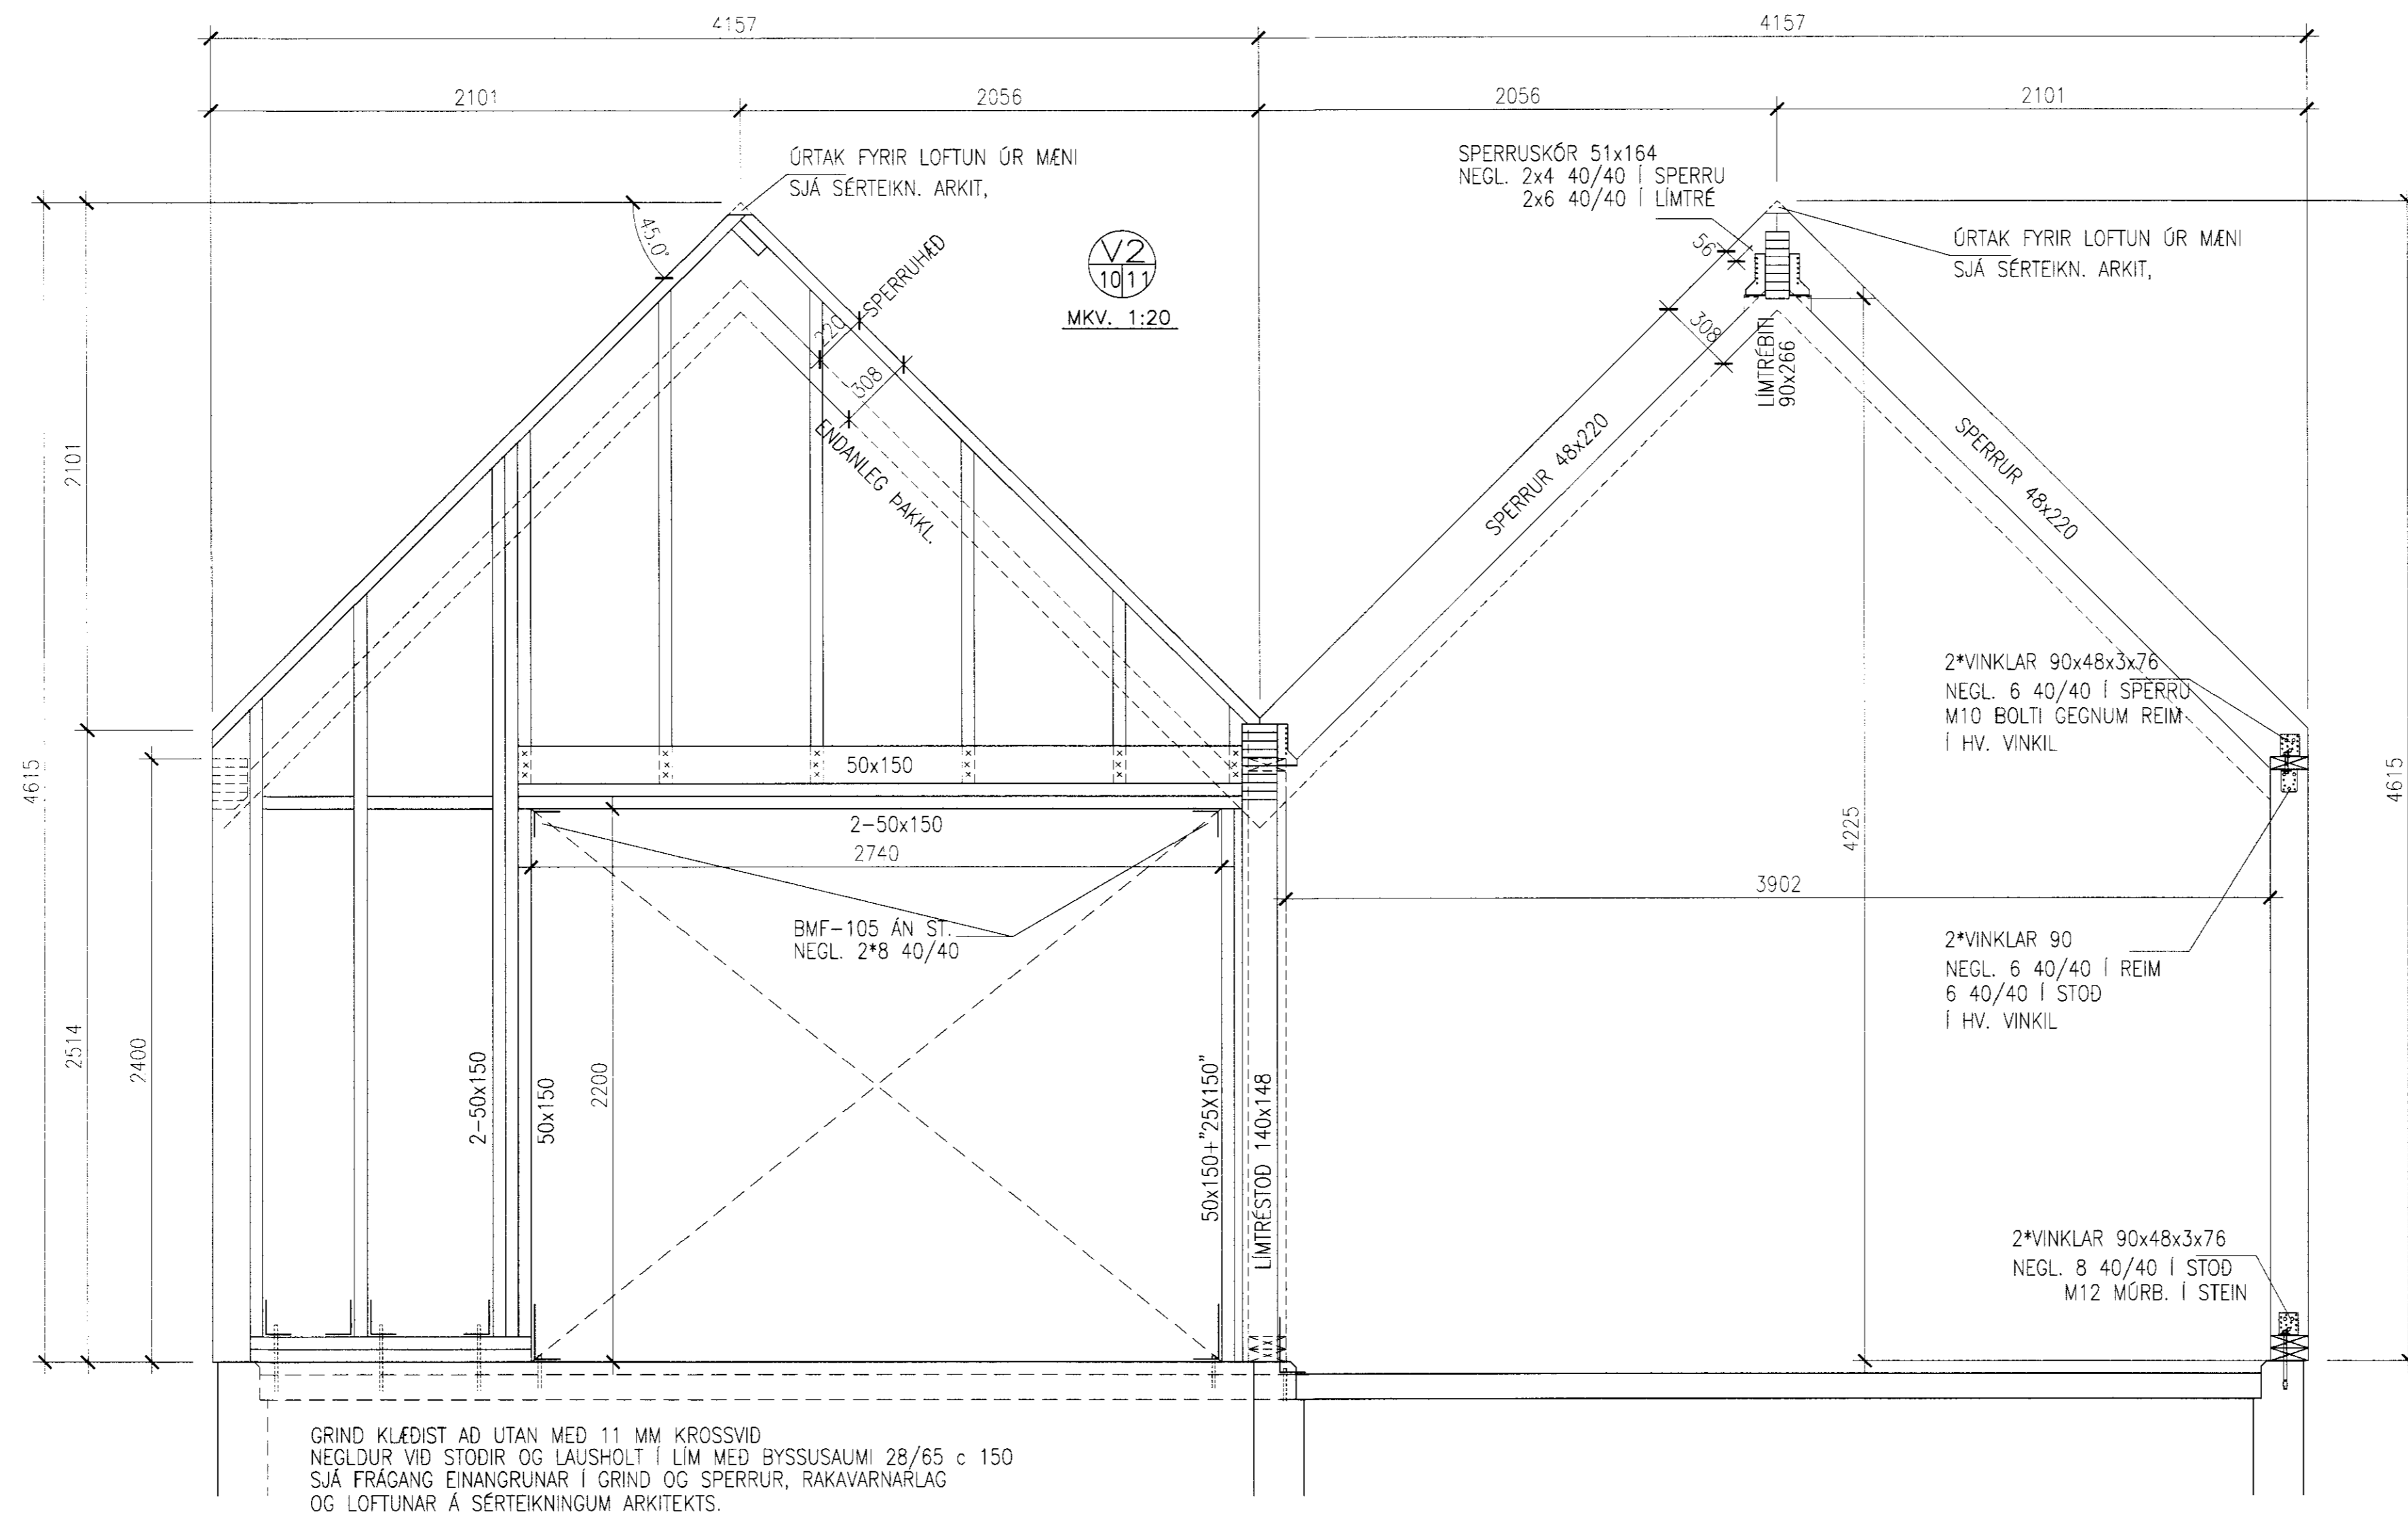 4157
4157
2101
2056
2056
2101
ÚRTAK FYRIR LOFTUN ÚR MÆNI
SJÁ SÉRTEIKN. ARKIT,
SPERRUSKÓR 51x164
NEGL. 2x4 40/40 Í SPERRU
2x6 40/40 Í LÍMTRÉ
ÚRTAK FYRIR LOFTUN ÚR MÆNI
SJÁ SÉRTEIKN. ARKIT,
45.0°
V2
10 11
MKV. 1:20
SPERRUHÆÐ
220
308
ENDANLEG ÞAKKL.
56
308
LÍMTRÉBITI
90x266
SPERRUR 48x220
SPERRUR 48x220
2101
4615
2514
2400
4615
4225
2*VINKLAR 90x48x3x76
NEGL. 6 40/40 Í SPERRU
M10 BOLTI GEGNUM REIM
Í HV. VINKIL
50x150
2-50x150
2740
3902
BMF-105 ÁN ST.
NEGL. 2*8 40/40
2*VINKLAR 90
NEGL. 6 40/40 Í REIM
6 40/40 Í STOÐ
Í HV. VINKIL
2-50x150
50x150
2200
50x150+"25X150"
LÍMTRÉSTOÐ 140x148
2*VINKLAR 90x48x3x76
NEGL. 8 40/40 Í STOÐ
M12 MÚRB. Í STEIN
GRIND KLÆÐIST AÐ UTAN MEÐ 11 MM KROSSVIÐ
NEGLDUR VIÐ STOÐIR OG LAUSHOLT Í LÍM MEÐ BYSSUSAUMI 28/65 c 150
SJÁ FRÁGANG EINANGRUNAR Í GRIND OG SPERRUR, RAKAVARNARLAG
OG LOFTUNAR Á SÉRTEIKNINGUM ARKITEKTS.